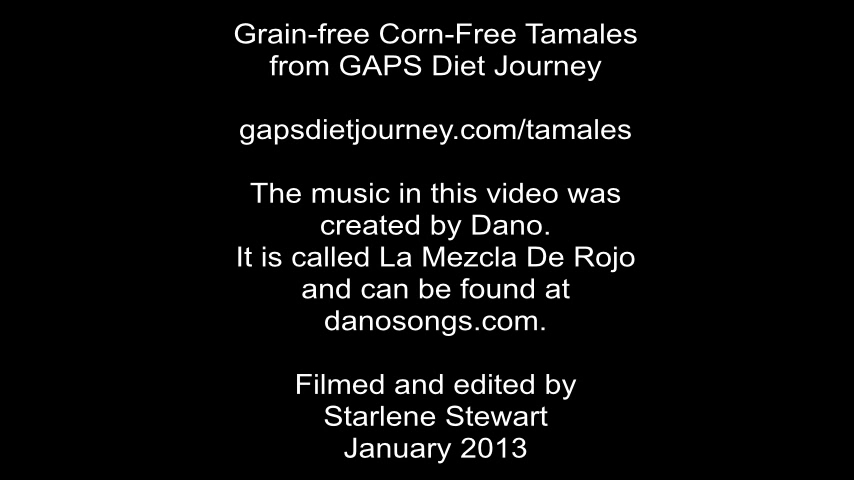 Grain-free Corn-Free Tamales
from GAPS Diet Journey
gapsdietjourney.com/tamales
The music in this video was
created by Dano.
It is called La Mezcla De Rojo
and can be found at
danosongs.com.
Filmed and edited by
Starlene Stewart
January 2013